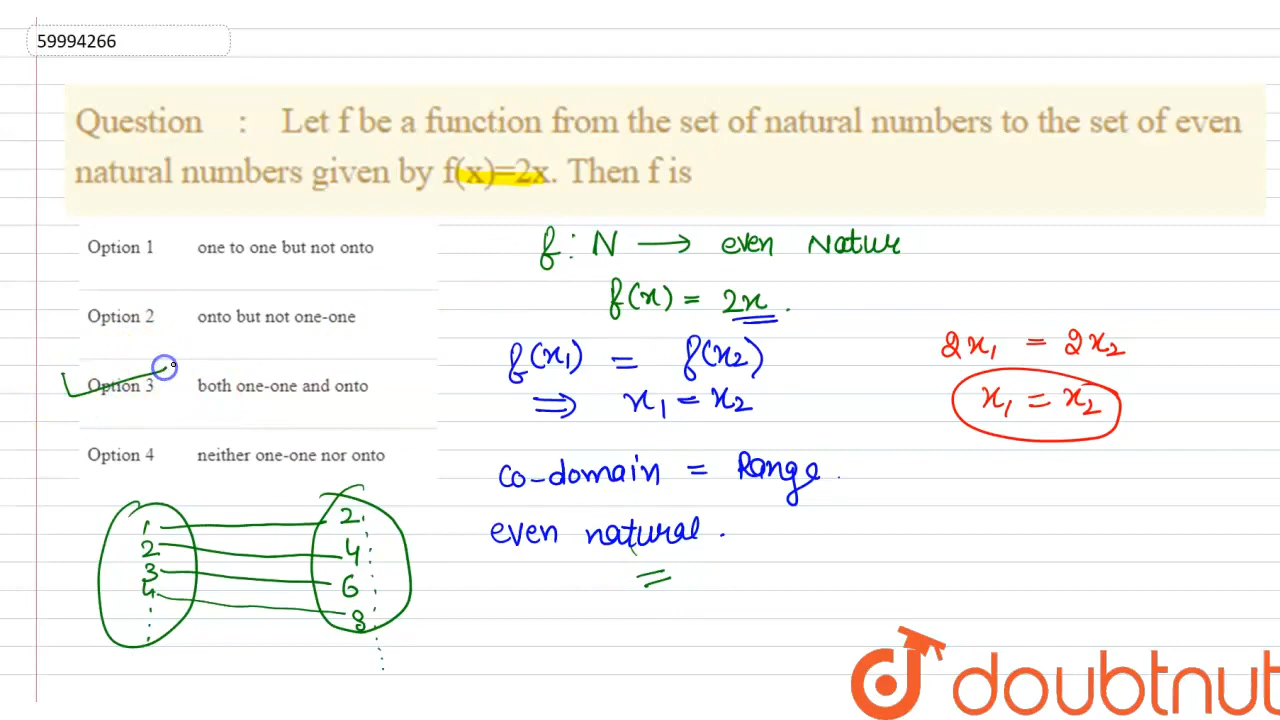 59994266
Question : Let f be a function from the set of natural numbers to the set of even
natural numbers given by f(x)=2x. Then f is
Option 1 one to one but not onto
Option 2 onto but not one-one
Option 3 both one-one and onto
Option 4 neither one-one nor onto
f : N → even Natur
f(x) = 2x .
f(x1) = f(x2)
⇒ x1 = x2
2x1 = 2x2
x1 = x2
co-domain = Range .
even natural .
=
1 2
2 4
3 6
4 8
doubtnut